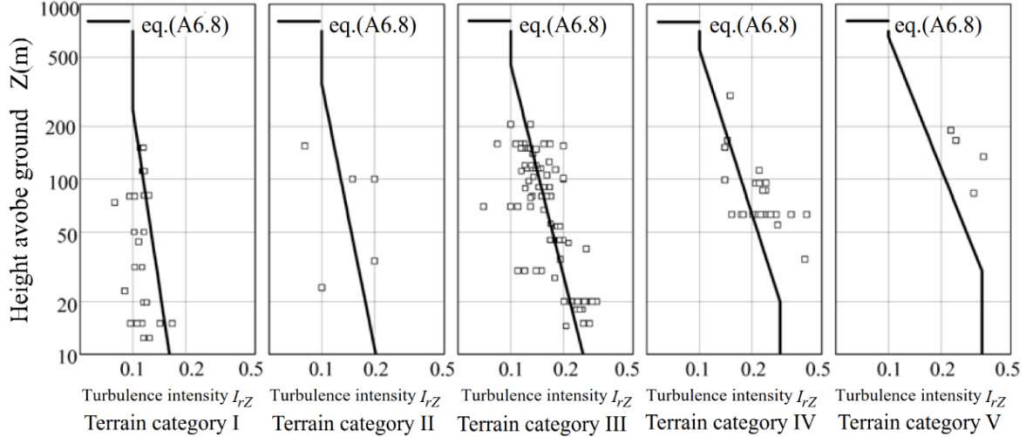 1000
500
200
100
50
20
10
Height avobe ground Z(m)
eq.(A6.8)
eq.(A6.8)
eq.(A6.8)
eq.(A6.8)
eq.(A6.8)
0.1 0.2 0.5
0.1 0.2 0.5
0.1 0.2 0.5
0.1 0.2 0.5
0.1 0.2 0.5
Turbulence intensity IrZ
Turbulence intensity IrZ
Turbulence intensity IrZ
Turbulence intensity IrZ
Turbulence intensity IrZ
Terrain category I
Terrain category II
Terrain category III
Terrain category IV
Terrain category V